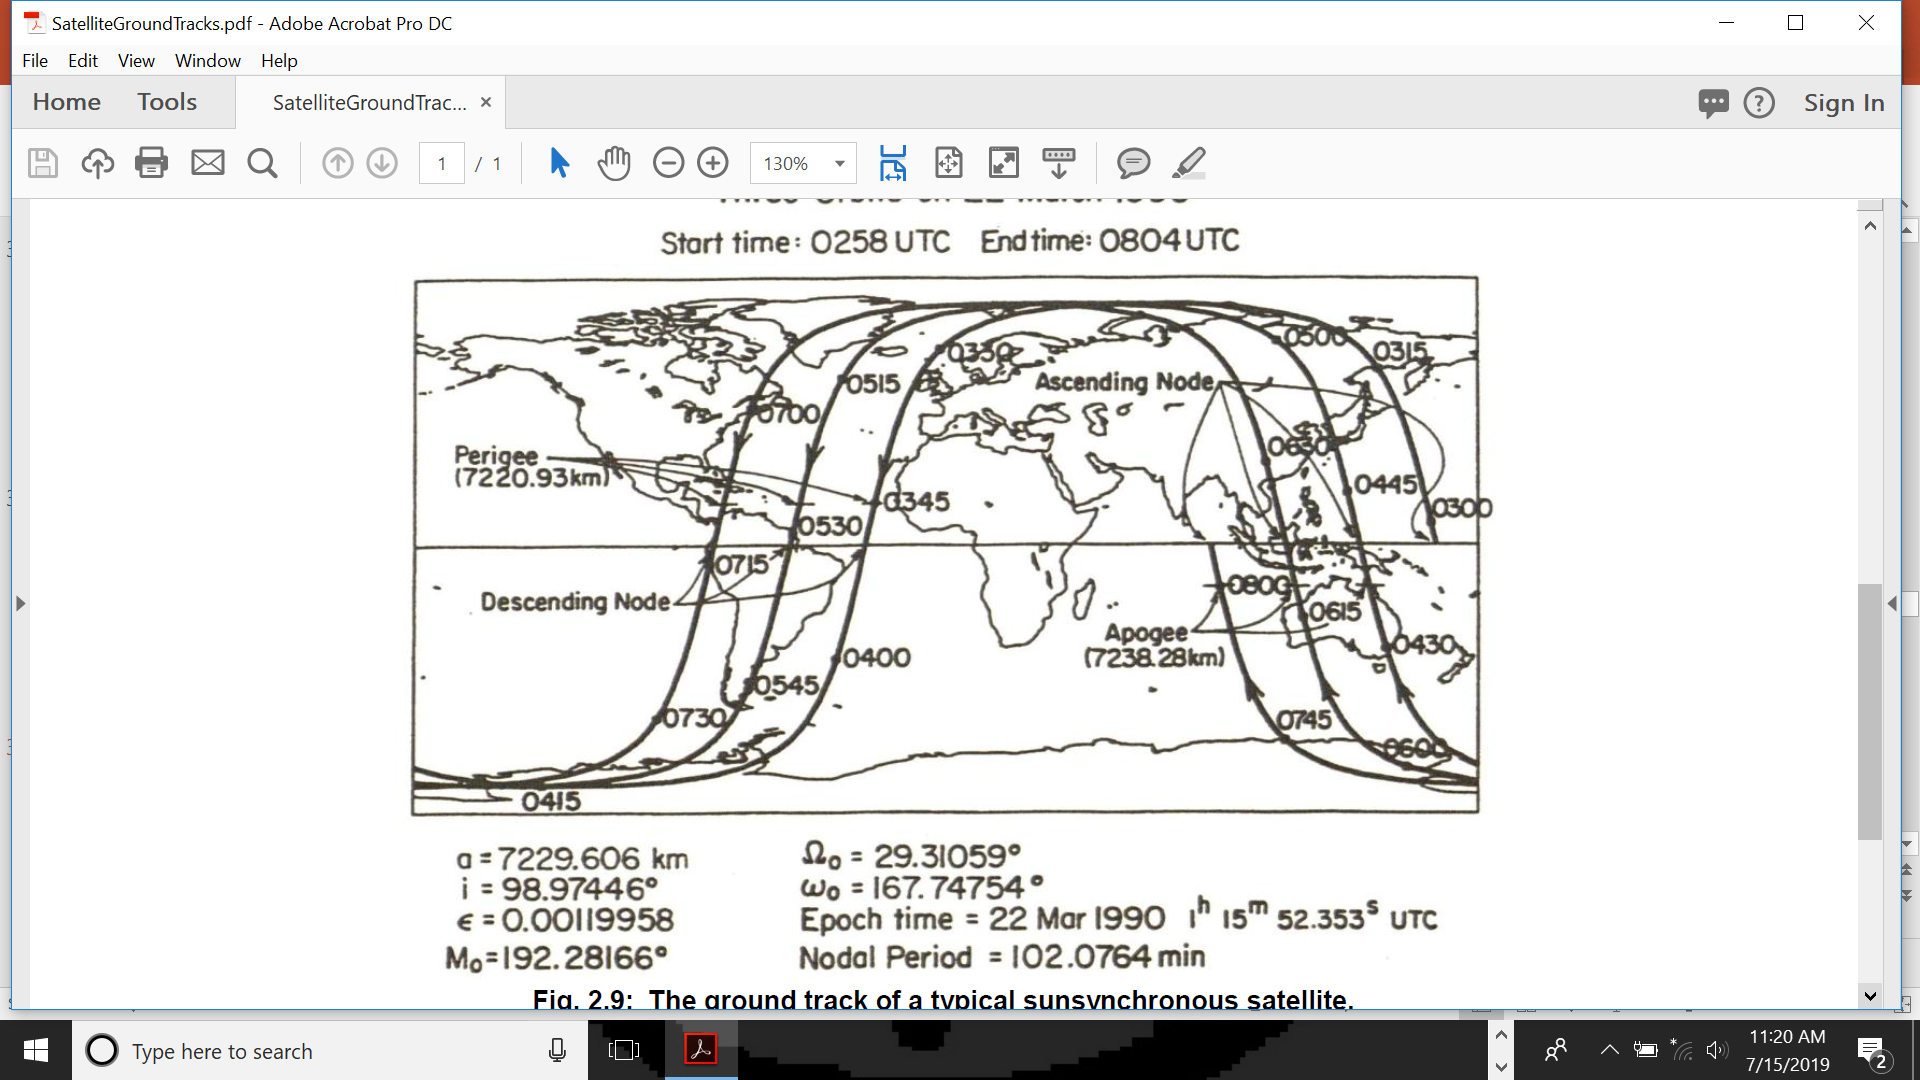 SatelliteGroundTracks.pdf - Adobe Acrobat Pro DC
File Edit View Window Help
Home Tools SatelliteGroundTrac... × Sign In
1 / 1 130%
Start time: 0258 UTC End time: 0804 UTC
0500
0330 0315
0515 Ascending Node
0700
0630
Perigee
(7220.93km)
0445
0345 0300
0530
0715
0800
Descending Node
0615
Apogee
(7238.28km)
0430
0400
0545
0730 0745
0600
0415
a = 7229.606 km Ω₀ = 29.31059°
i = 98.97446° ω₀ = 167.74754°
ϵ = 0.00119958 Epoch time = 22 Mar 1990 1ʰ 15ᵐ 52.353ˢ UTC
M₀=192.28166° Nodal Period = 102.0764 min
Fig. 2.9: The ground track of a typical sunsynchronous satellite.
Type here to search
11:20 AM
7/15/2019
2